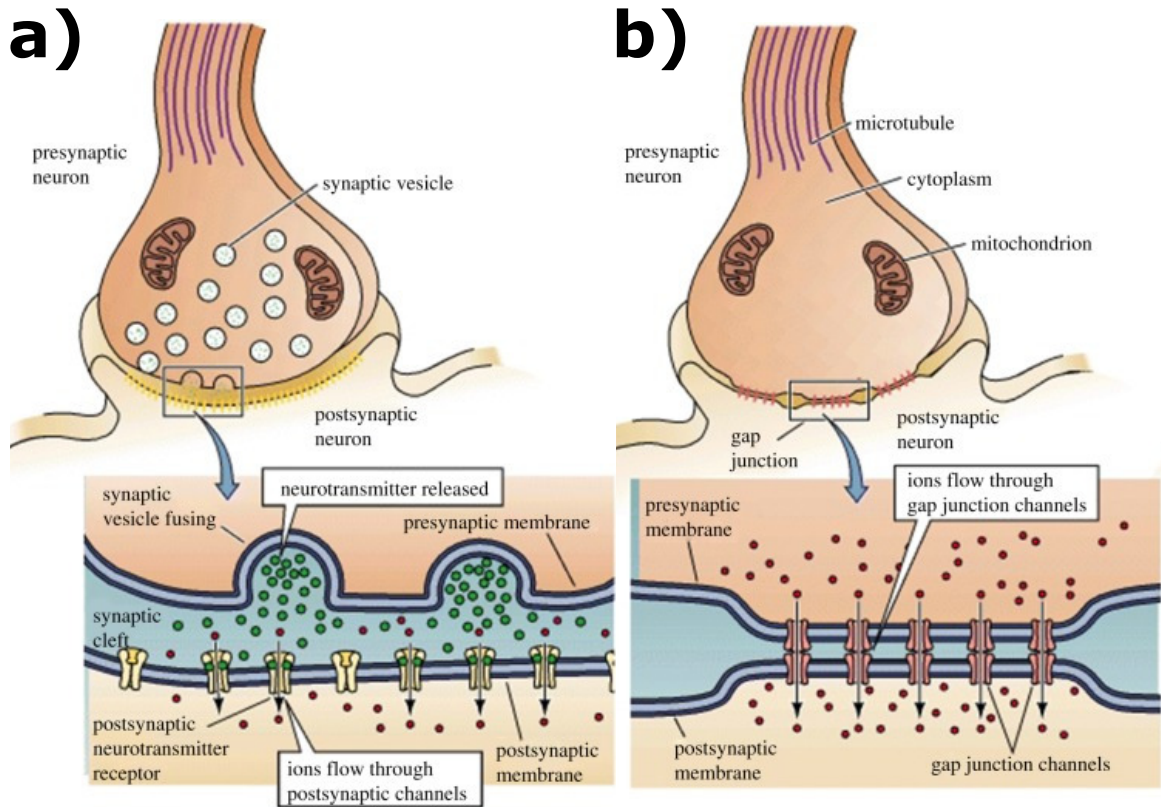 a)
presynaptic
neuron
synaptic vesicle
postsynaptic
neuron
neurotransmitter released
synaptic
vesicle fusing
presynaptic membrane
synaptic
cleft
postsynaptic
neurotransmitter
receptor
ions flow through
postsynaptic channels
postsynaptic
membrane
b)
microtubule
presynaptic
neuron
cytoplasm
mitochondrion
postsynaptic
neuron
gap
junction
ions flow through
gap junction channels
presynaptic
membrane
postsynaptic
membrane
gap junction channels